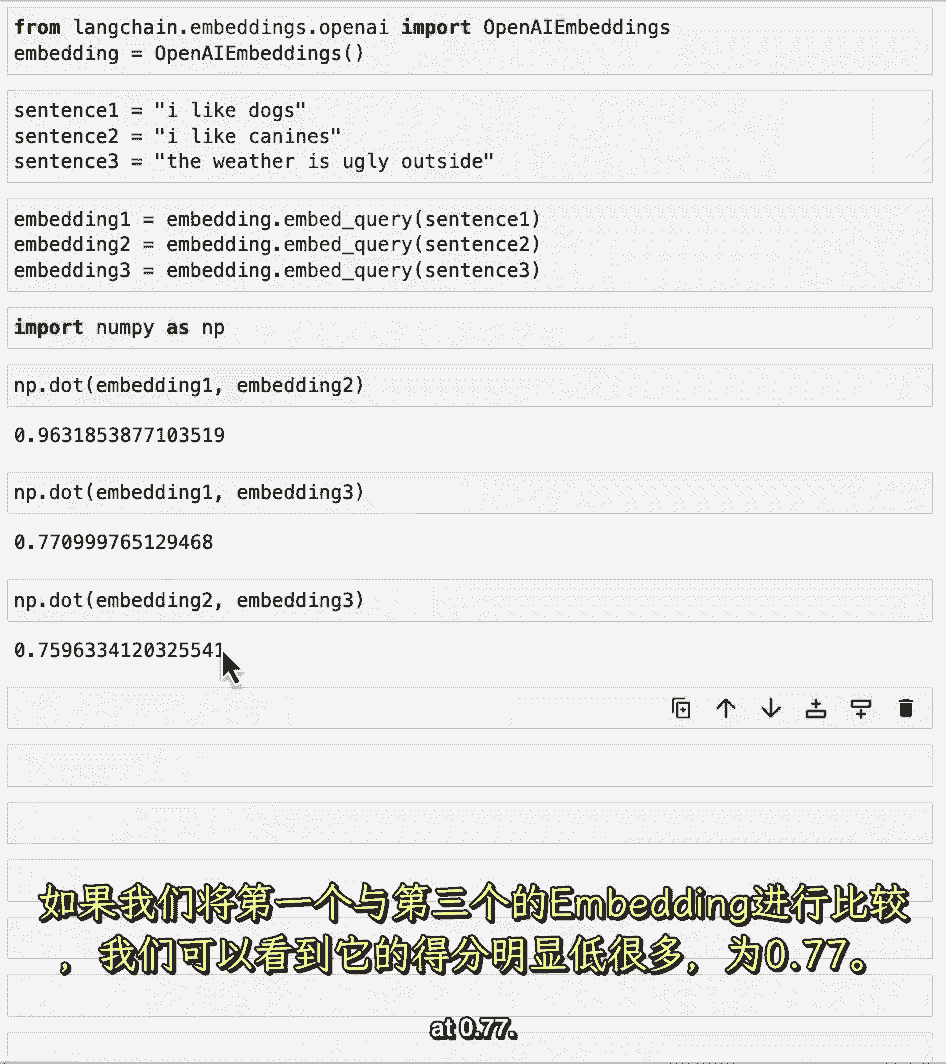 from langchain.embeddings.openai import OpenAIEmbeddings
embedding = OpenAIEmbeddings()
sentence1 = "i like dogs"
sentence2 = "i like canines"
sentence3 = "the weather is ugly outside"
embedding1 = embedding.embed_query(sentence1)
embedding2 = embedding.embed_query(sentence2)
embedding3 = embedding.embed_query(sentence3)
import numpy as np
np.dot(embedding1, embedding2)
0.9631853877103519
np.dot(embedding1, embedding3)
0.770999765129468
np.dot(embedding2, embedding3)
0.7596334120325541
如果我们将第一个与第三个的Embedding进行比较
，我们可以看到它的得分明显低很多，为0.77。
at 0.77.